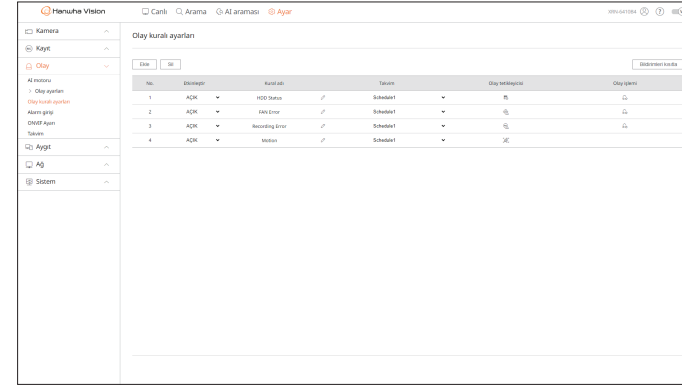 Hanwha Vision
Canlı Arama AI araması Ayar
Kamera
Kayıt
Olay
AI motoru
> Olay ayarları
Olay kuralı ayarları
Alarm girişi
ONVIF Ayarı
Takvim
Aygıt
Ağ
Sistem
Olay kuralı ayarları
Ekle Sil
Bildirimleri kısıtla
No. Etkinleştir Kural adı Takvim Olay tetikleyicisi Olay işlemi
1 AÇIK HDD Status Schedule1
2 AÇIK FAN Error Schedule1
3 AÇIK Recording Error Schedule1
4 AÇIK Motion Schedule1